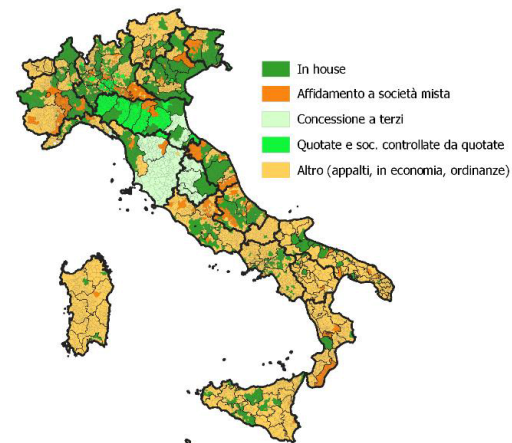 In house
Affidamento a società mista
Concessione a terzi
Quotate e soc. controllate da quotate
Altro (appalti, in economia, ordinanze)